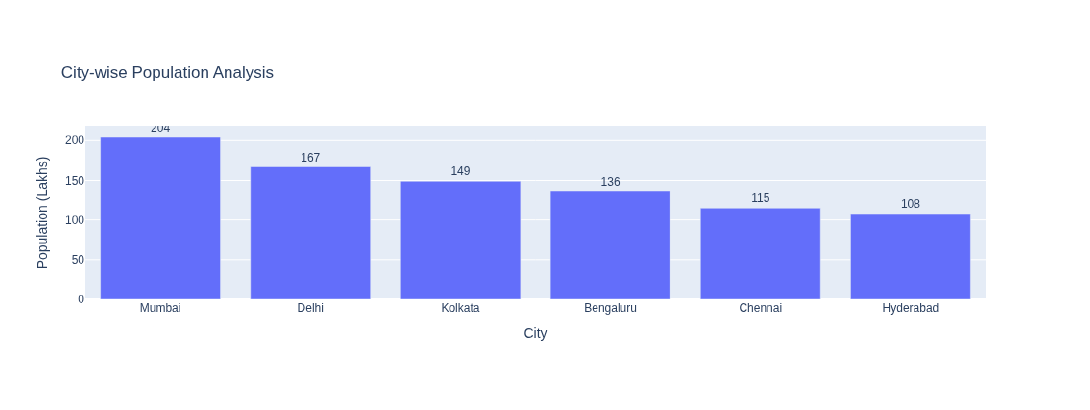 City-wise Population Analysis
204
167
149
136
115
108
Population (Lakhs)
200
150
100
50
0
Mumbai
Delhi
Kolkata
Bengaluru
Chennai
Hyderabad
City